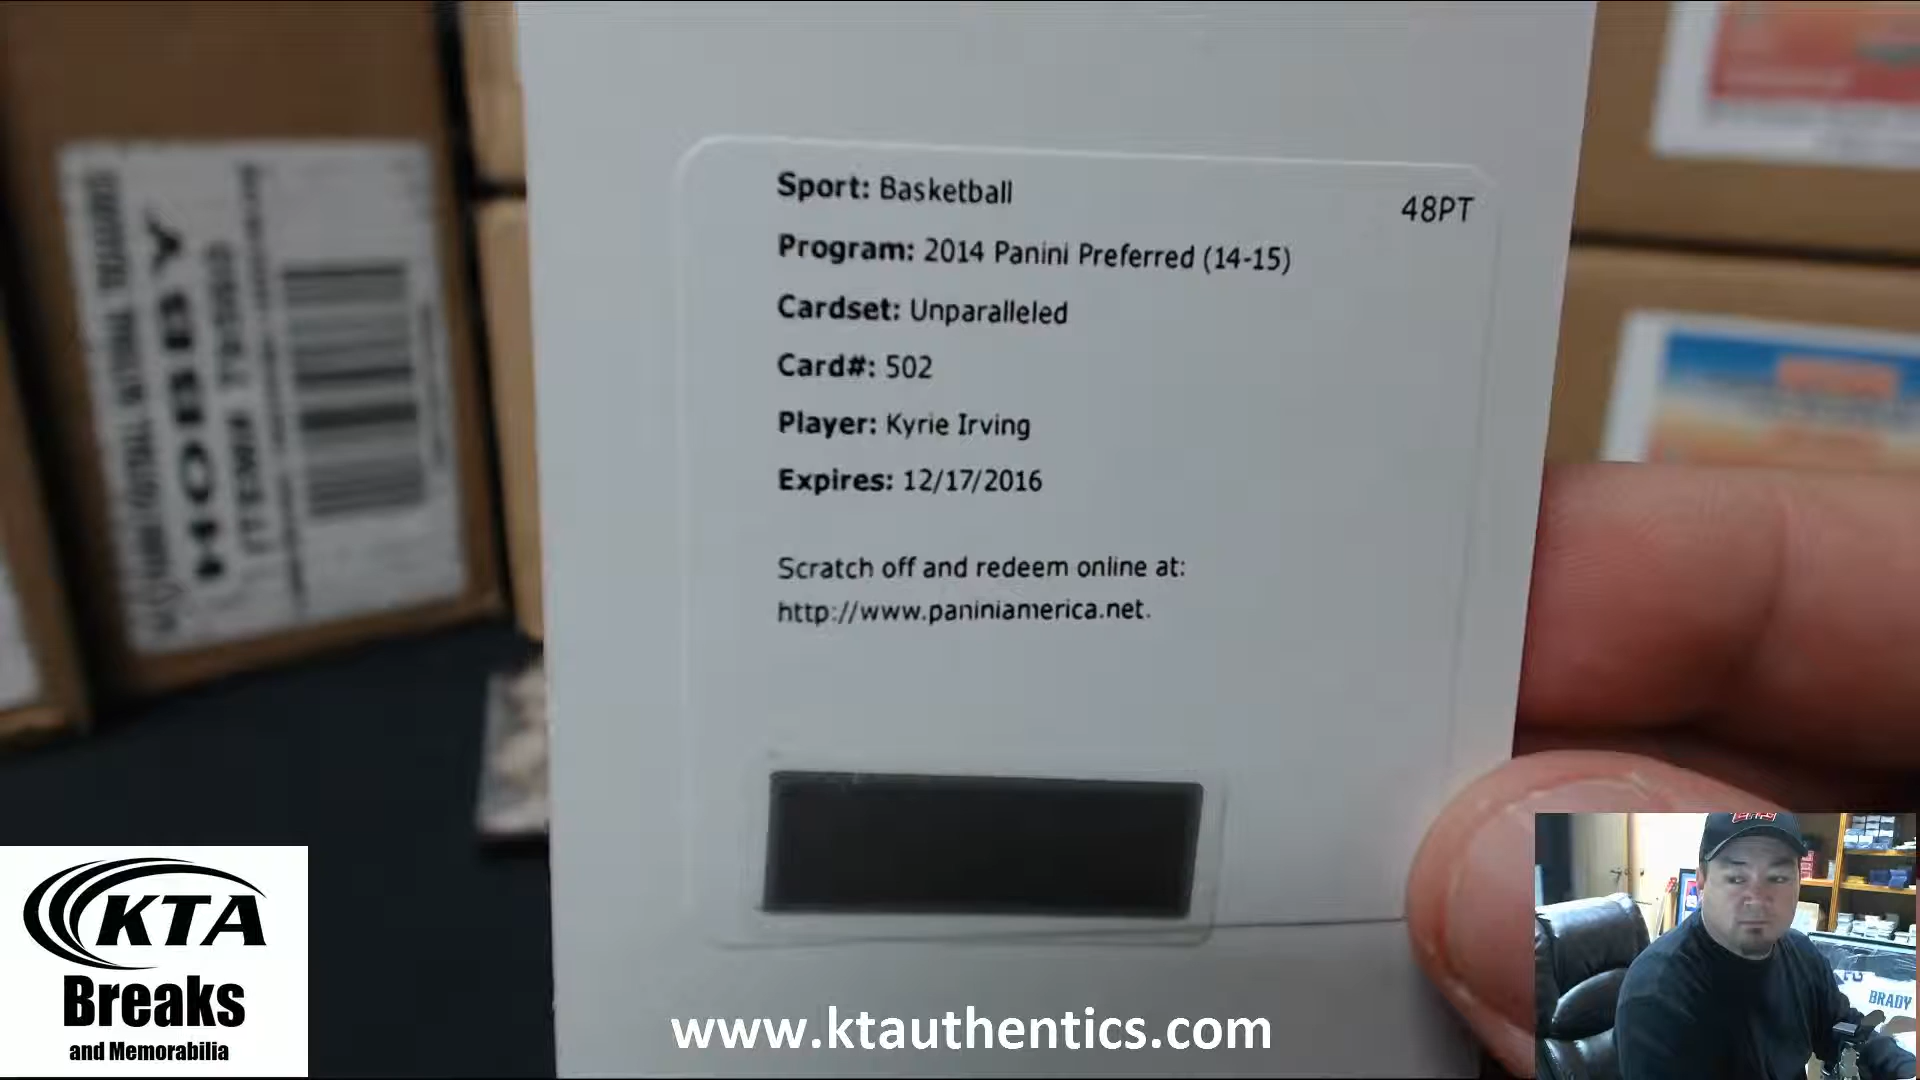 Sport: Basketball
48PT
Program: 2014 Panini Preferred (14-15)
Cardset: Unparalleled
Card#: 502
Player: Kyrie Irving
Expires: 12/17/2016
Scratch off and redeem online at:
http://www.paniniamerica.net.
HOBBY
KTA
Breaks
and Memorabilia
www.ktauthentics.com
BRADY